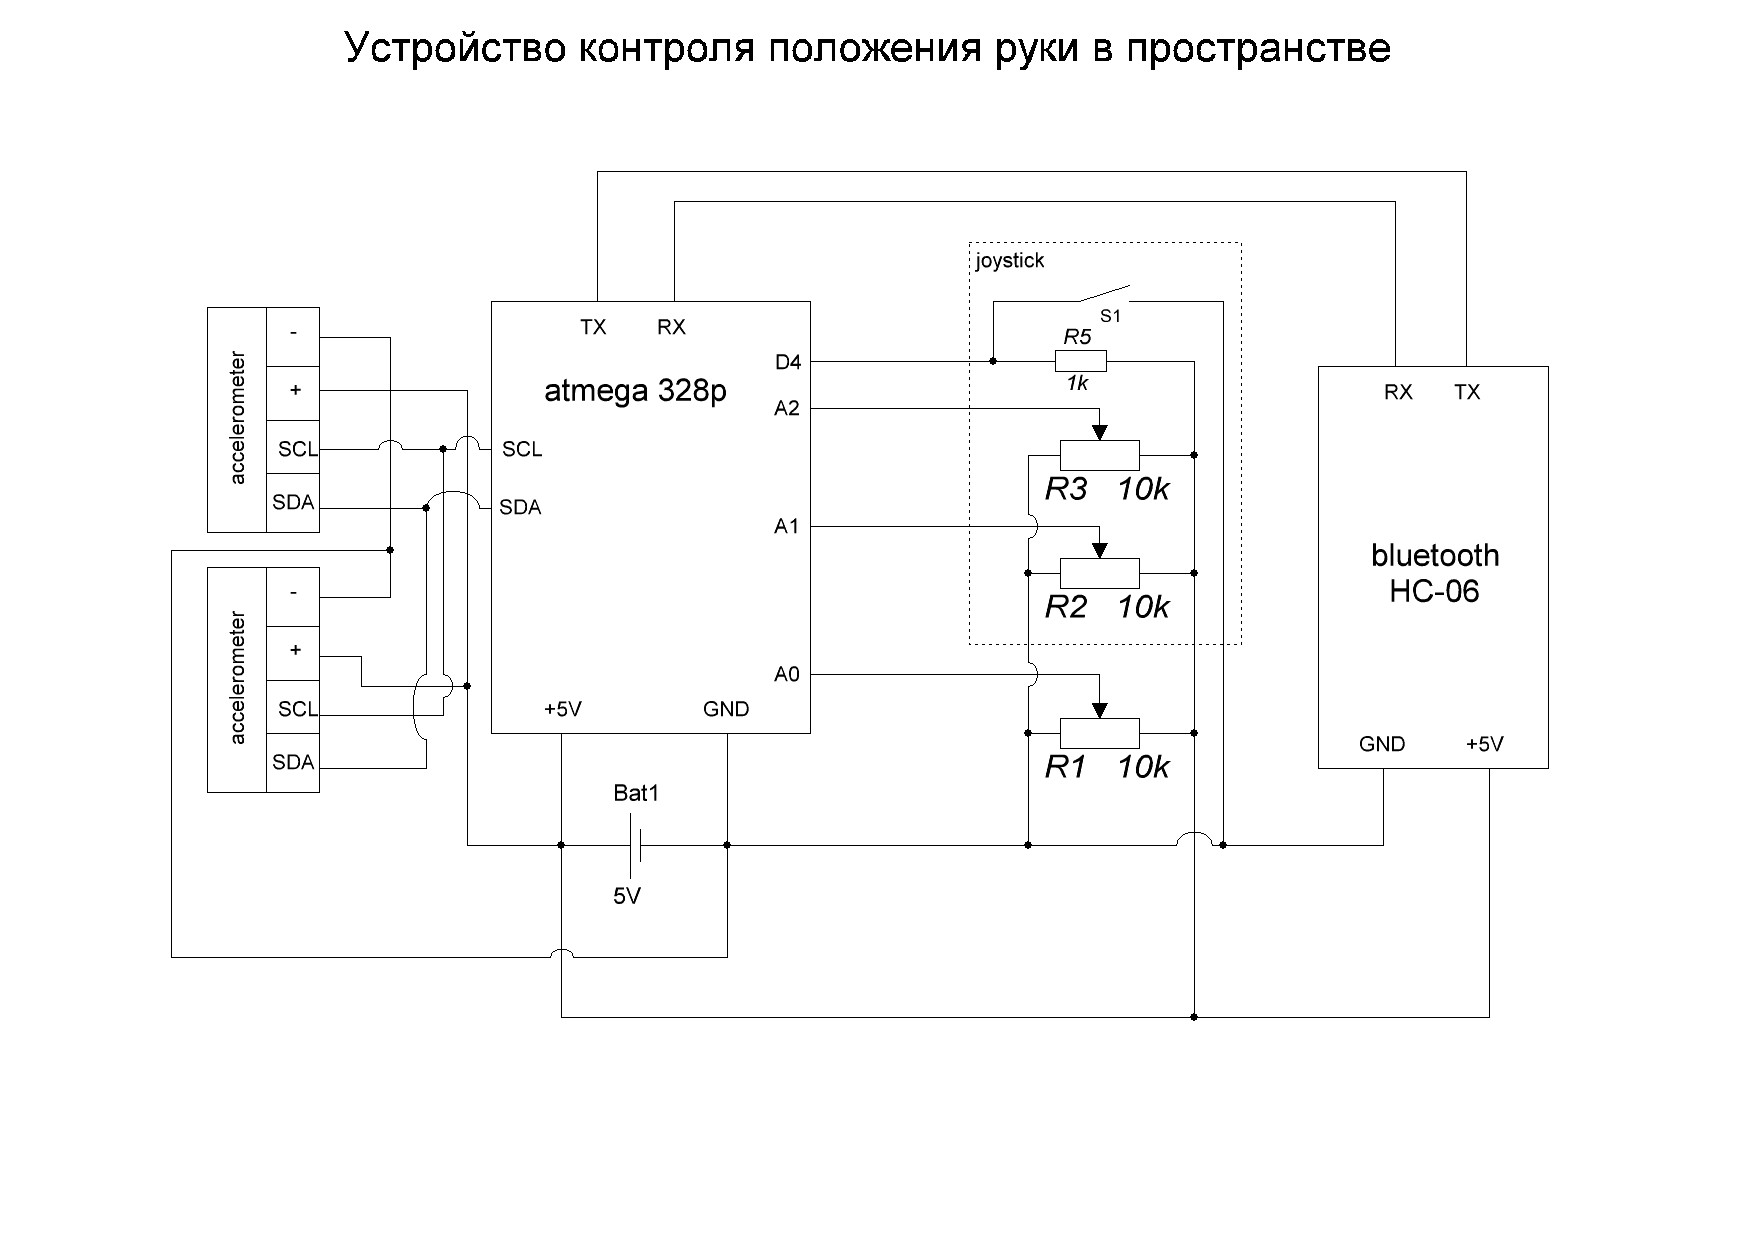 Устройство контроля положения руки в пространстве
accelerometer
-
+
SCL
SDA
accelerometer
-
+
SCL
SDA
atmega 328p
TX
RX
SCL
SDA
D4
A2
A1
A0
+5V
GND
Bat1
5V
joystick
S1
R5
1k
R3 10k
R2 10k
R1 10k
bluetooth
HC-06
RX
TX
GND
+5V